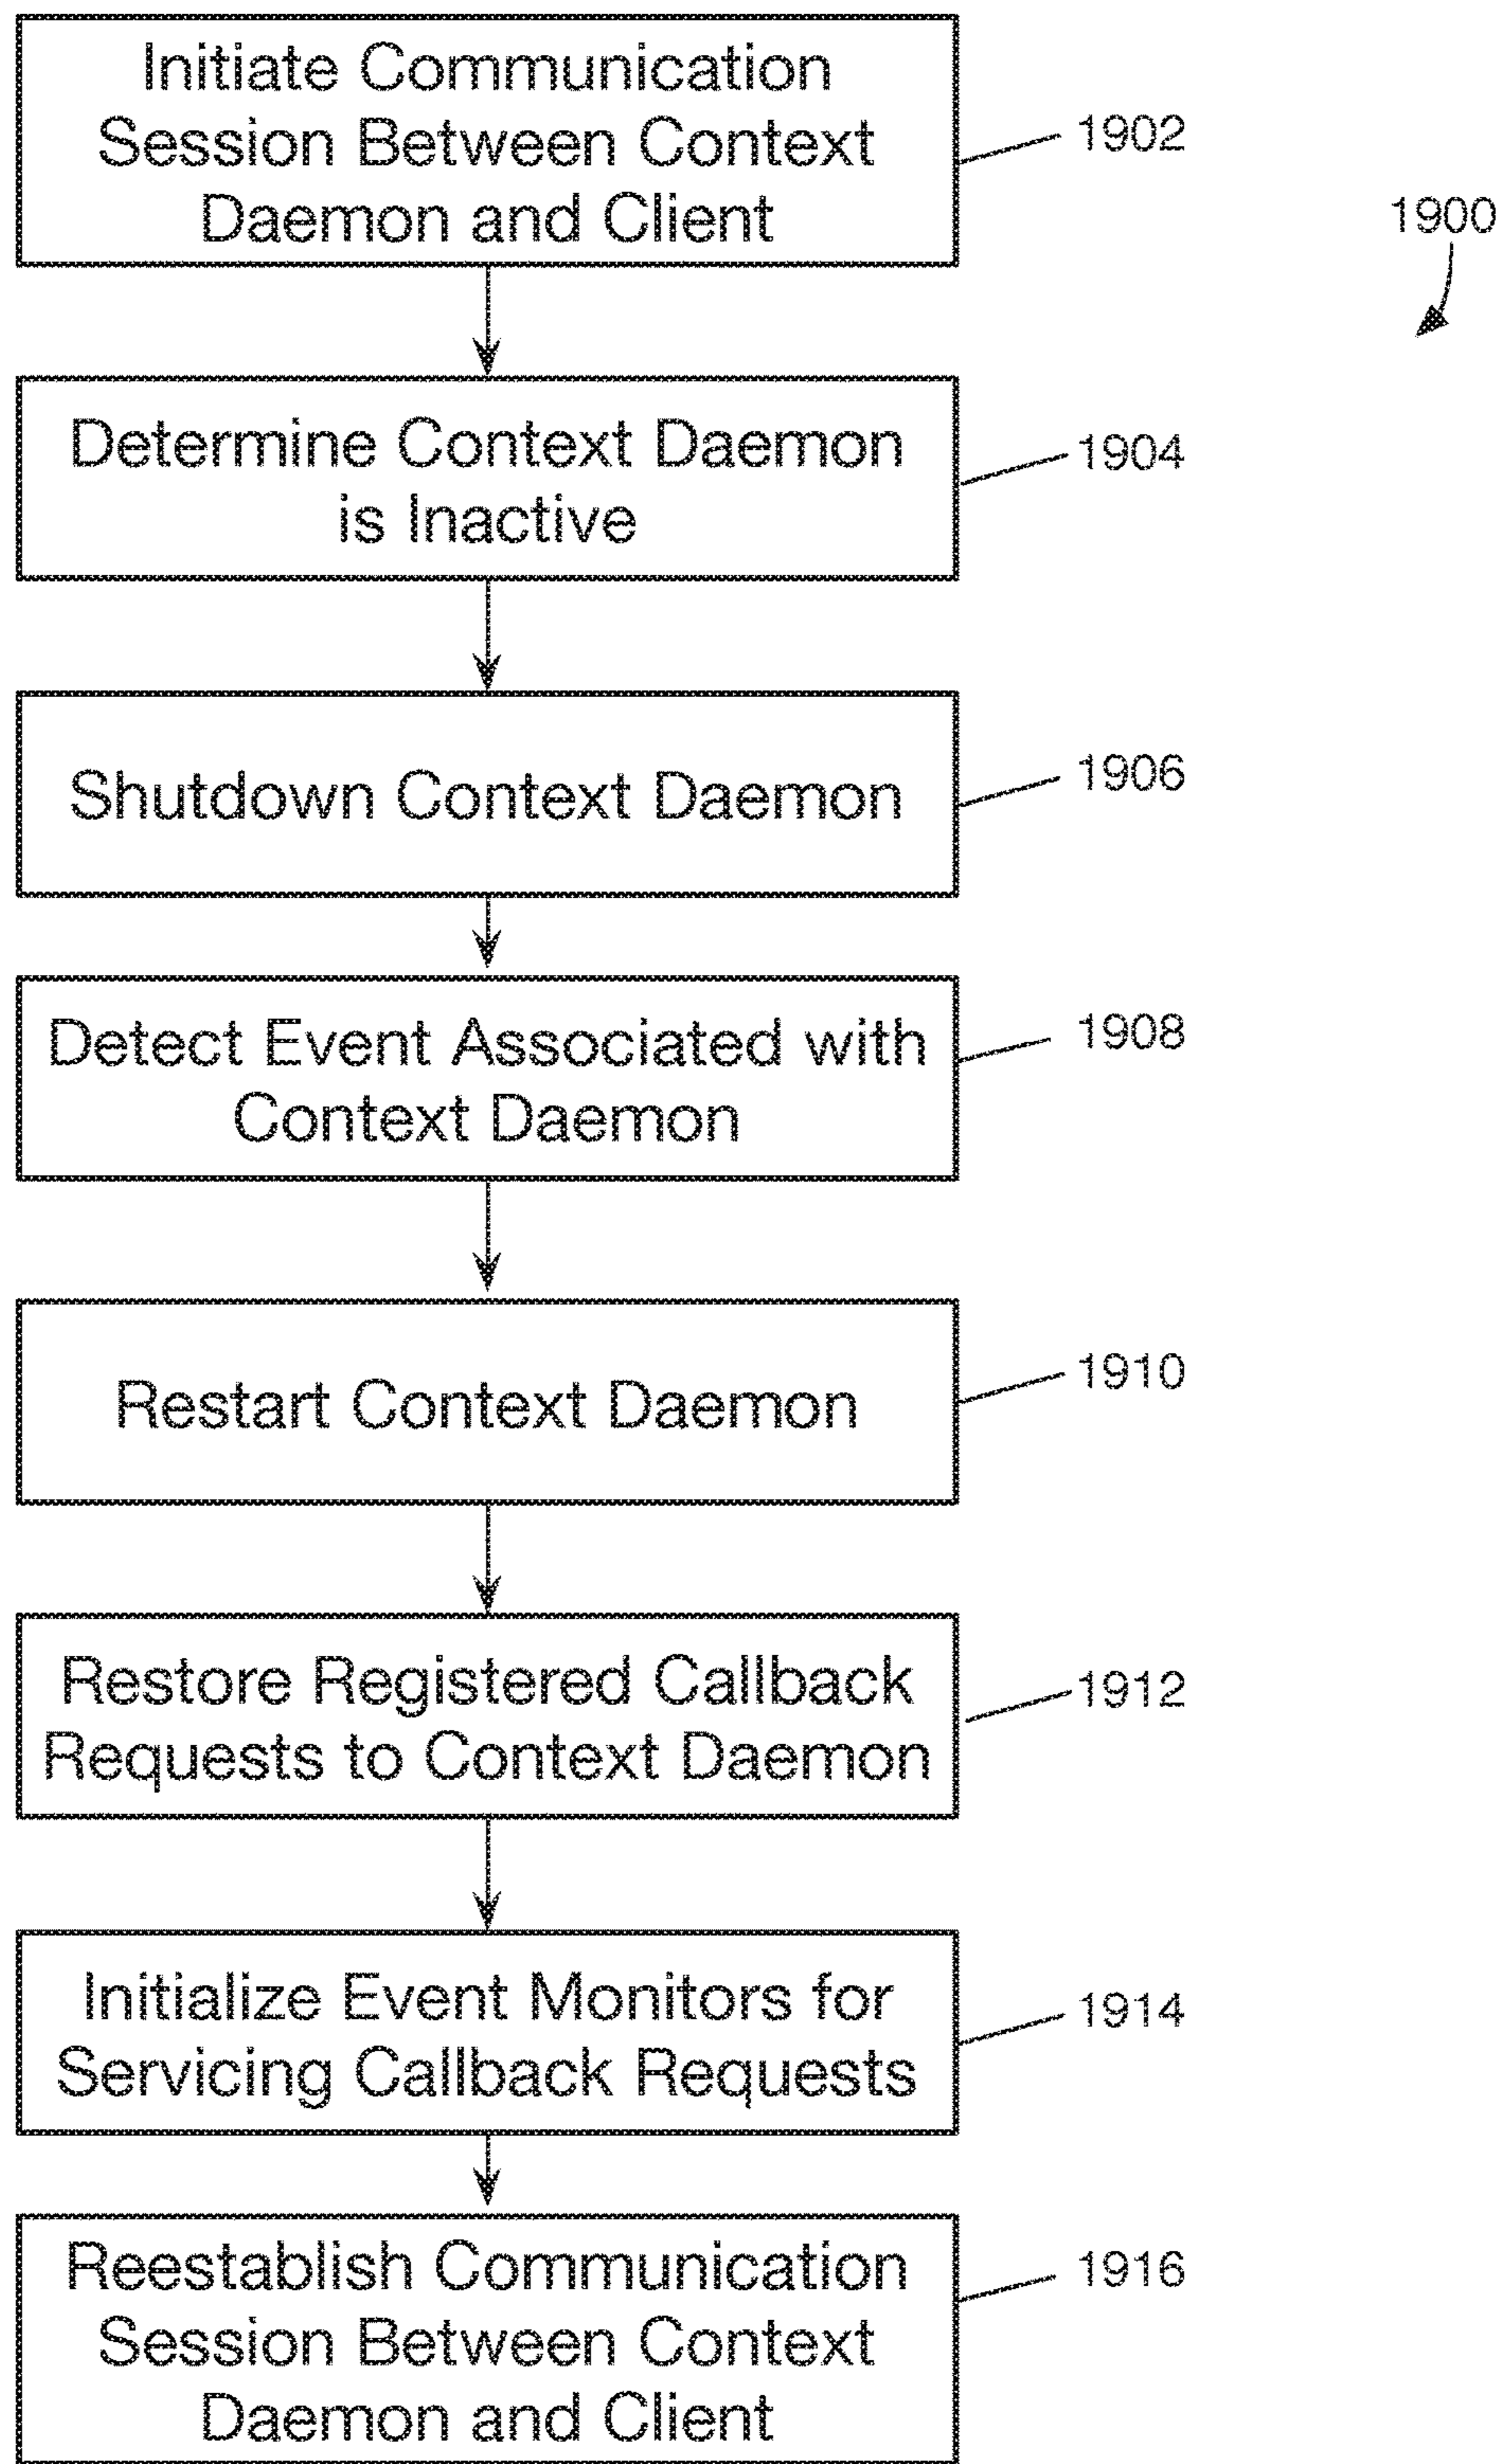 Initiate Communication
Session Between Context
Daemon and Client
1902
1900
Determine Context Daemon
is Inactive
1904
Shutdown Context Daemon
1906
Detect Event Associated with
Context Daemon
1908
Restart Context Daemon
1910
Restore Registered Callback
Requests to Context Daemon
1912
Initialize Event Monitors for
Servicing Callback Requests
1914
Reestablish Communication
Session Between Context
Daemon and Client
1916